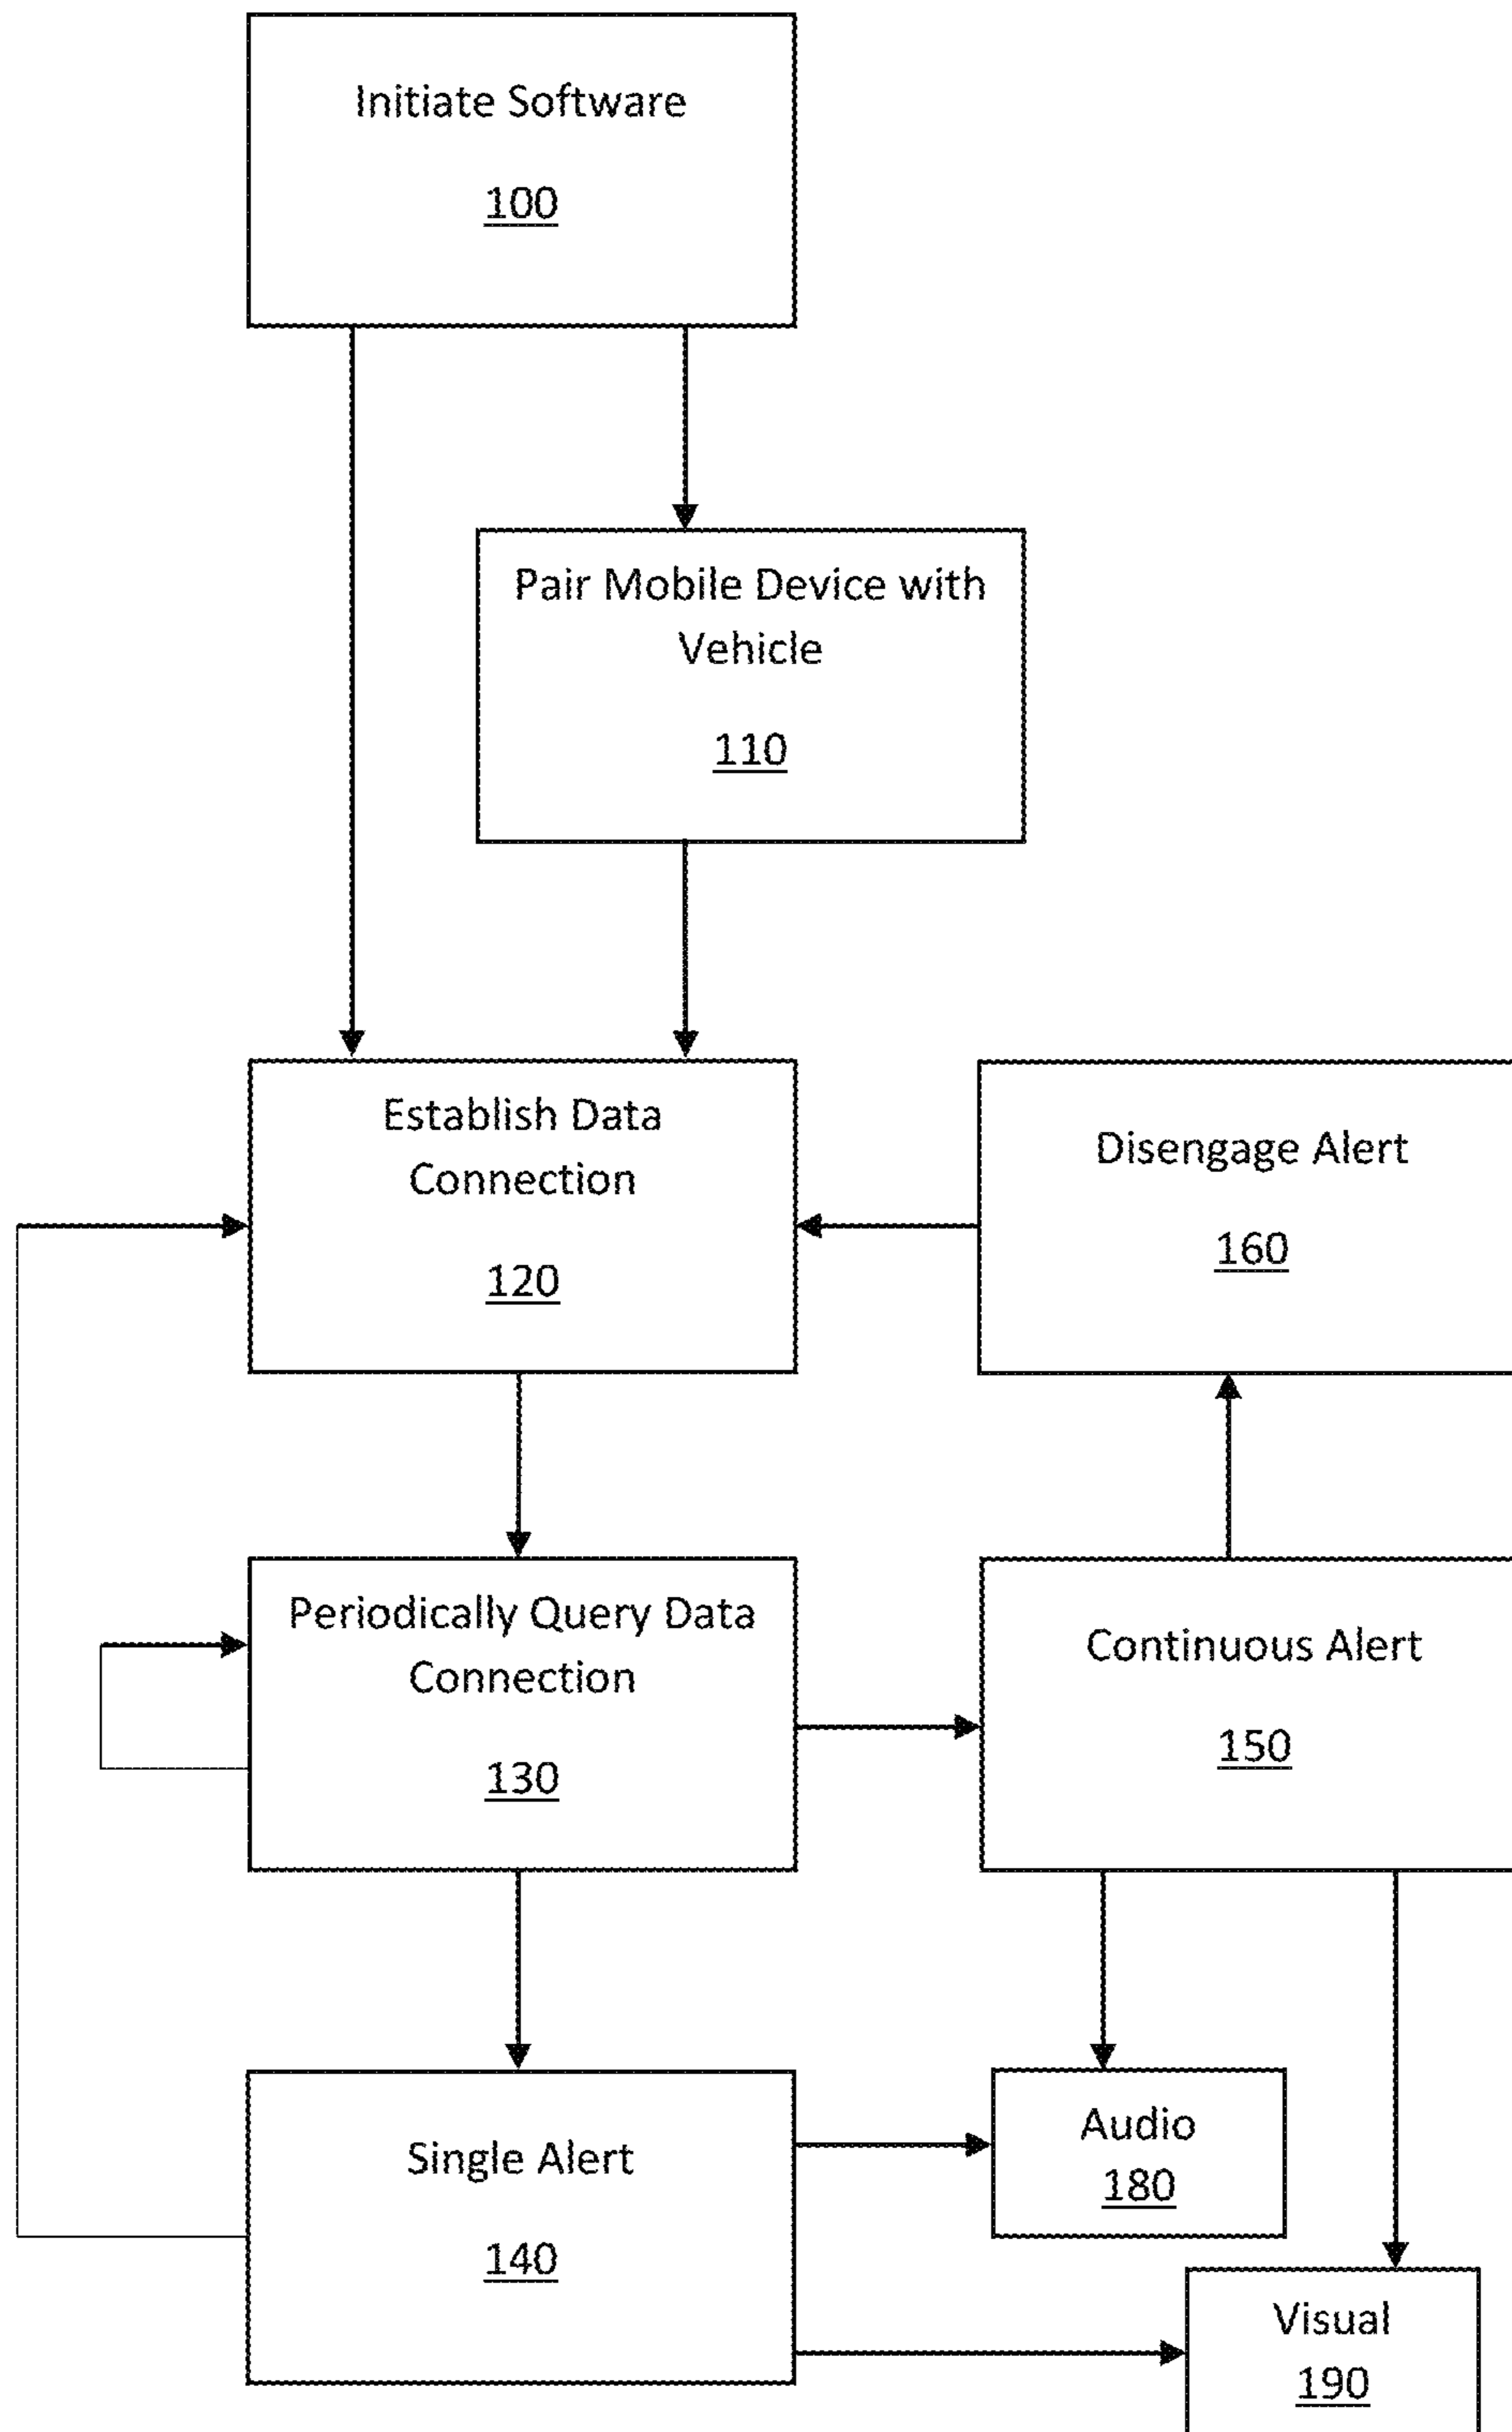 Initiate Software
100
Pair Mobile Device with
Vehicle
110
Establish Data
Connection
120
Disengage Alert
160
Periodically Query Data
Connection
130
Continuous Alert
150
Single Alert
140
Audio
180
Visual
190